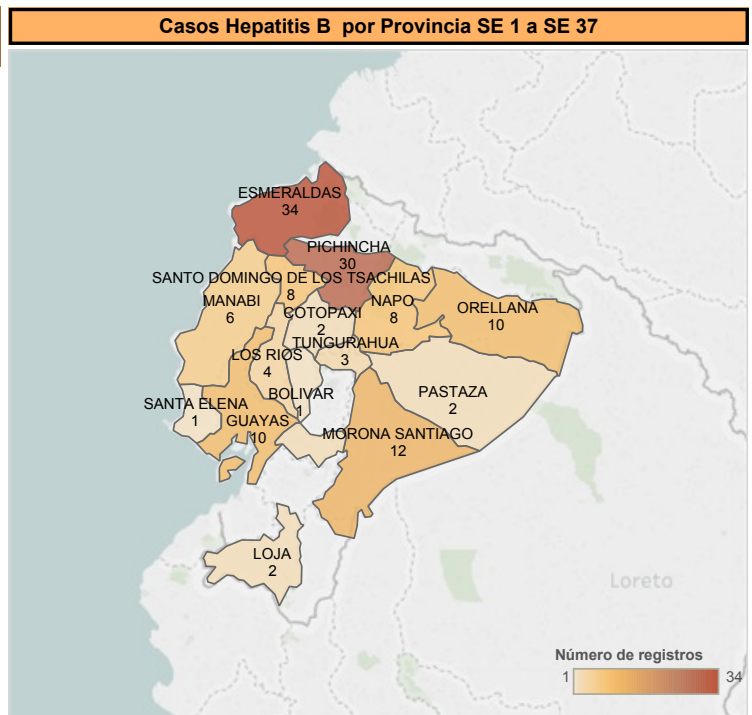 Casos Hepatitis B por Provincia SE 1 a SE 37
ESMERALDAS
34
PICHINCHA
30
SANTO DOMINGO DE LOS TSACHILAS
8
MANABI
6
NAPO
8
ORELLANA
10
COTOPAXI
2
TUNGURAHUA
3
LOS RIOS
4
PASTAZA
2
BOLIVAR
1
SANTA ELENA
1
GUAYAS
10
MORONA SANTIAGO
12
LOJA
2
Loreto
Número de registros
1
34